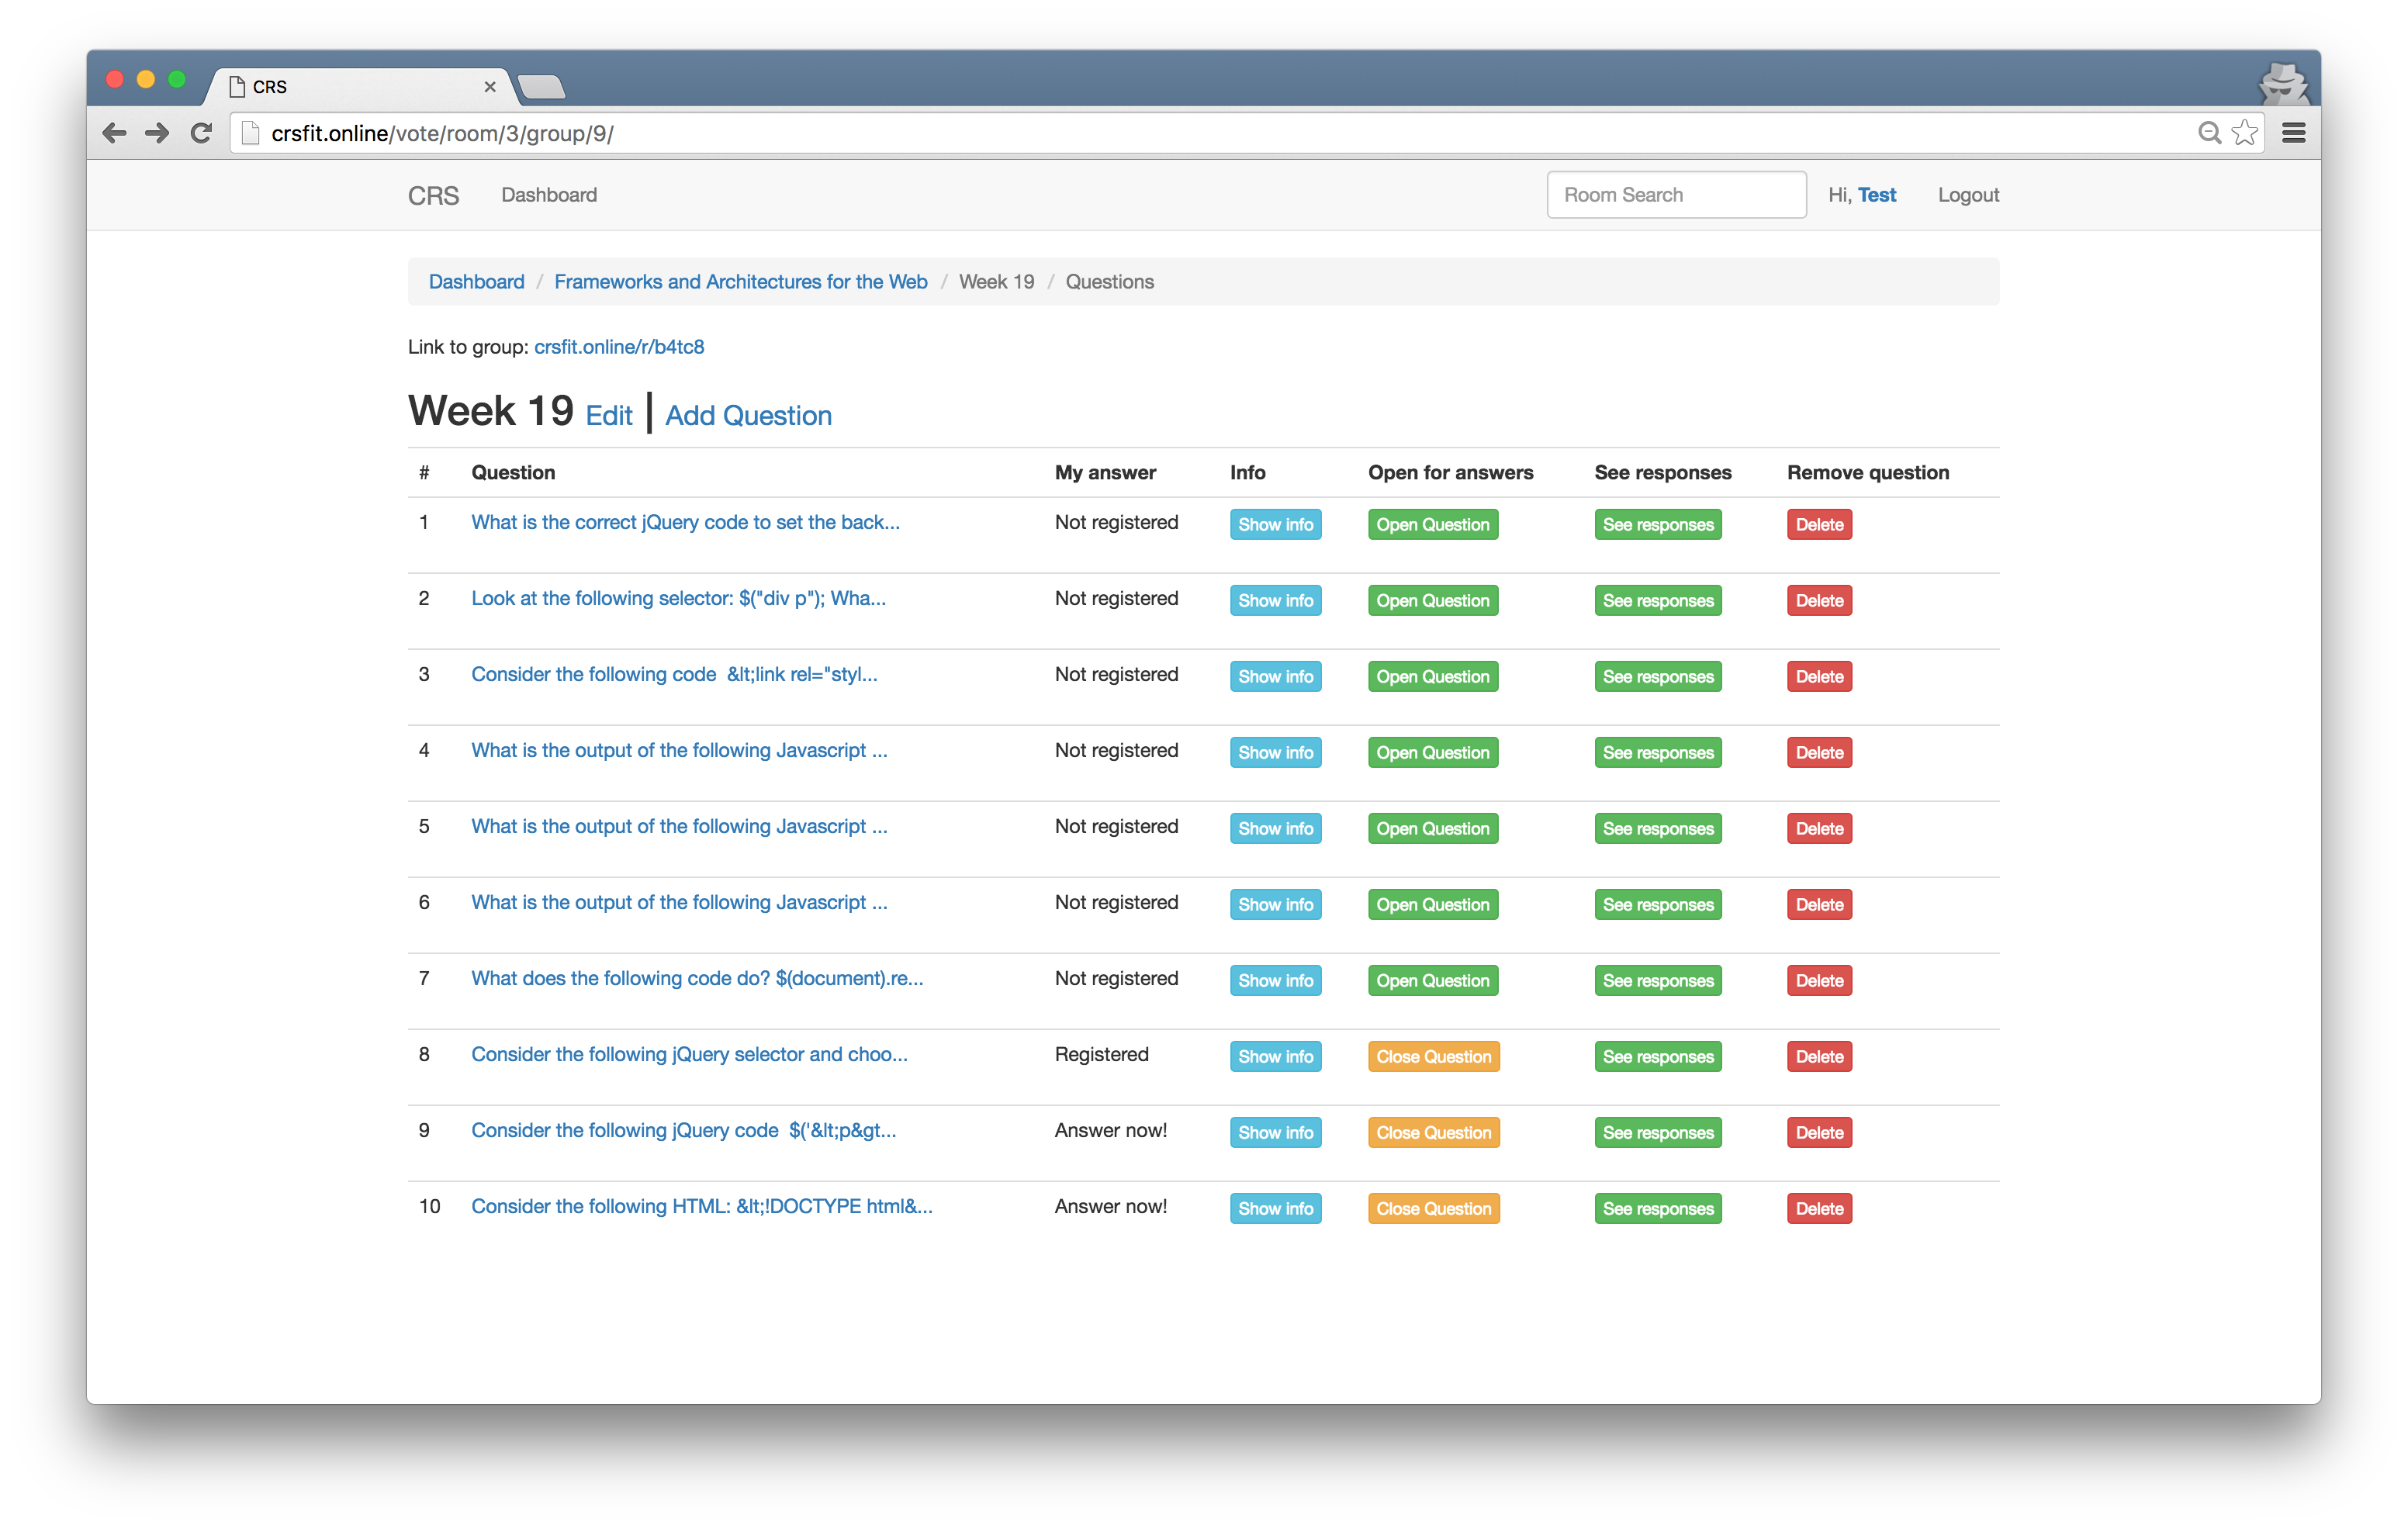 CRS
crsfit.online/vote/room/3/group/9/
CRS Dashboard Room Search Hi, Test Logout
Dashboard / Frameworks and Architectures for the Web / Week 19 / Questions
Link to group: crsfit.online/r/b4tc8
Week 19 Edit | Add Question
# Question My answer Info Open for answers See responses Remove question
1 What is the correct jQuery code to set the back... Not registered Show info Open Question See responses Delete
2 Look at the following selector: $("div p"); Wha... Not registered Show info Open Question See responses Delete
3 Consider the following code &lt;link rel="styl... Not registered Show info Open Question See responses Delete
4 What is the output of the following Javascript ... Not registered Show info Open Question See responses Delete
5 What is the output of the following Javascript ... Not registered Show info Open Question See responses Delete
6 What is the output of the following Javascript ... Not registered Show info Open Question See responses Delete
7 What does the following code do? $(document).re... Not registered Show info Open Question See responses Delete
8 Consider the following jQuery selector and choo... Registered Show info Close Question See responses Delete
9 Consider the following jQuery code $('&lt;p&gt... Answer now! Show info Close Question See responses Delete
10 Consider the following HTML: &lt;!DOCTYPE html&... Answer now! Show info Close Question See responses Delete